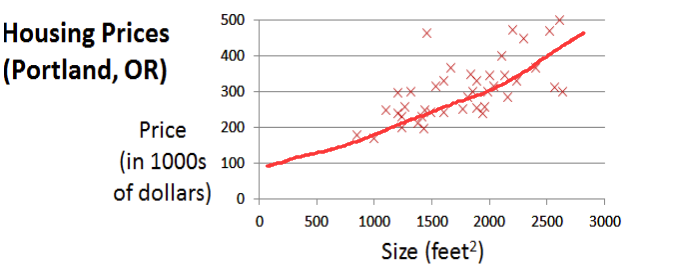 Housing Prices
(Portland, OR)
Price
(in 1000s
of dollars)
500
400
300
200
100
0
0 500 1000 1500 2000 2500 3000
Size (feet²)